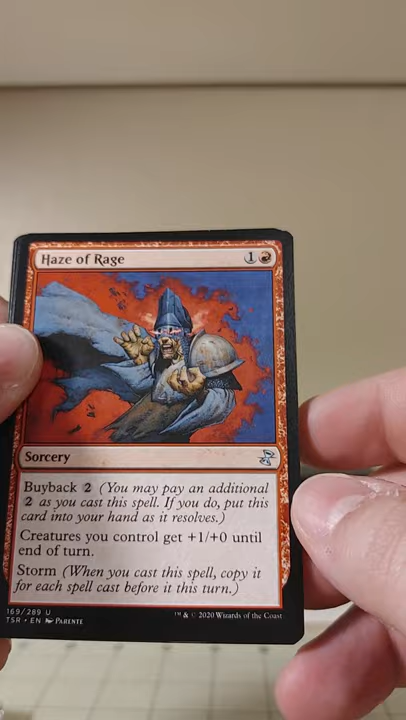 Haze of Rage 1
Sorcery
Buyback 2 (You may pay an additional
2 as you cast this spell. If you do, put this
card into your hand as it resolves.)
Creatures you control get +1/+0 until
end of turn.
Storm (When you cast this spell, copy it
for each spell cast before it this turn.)
169/289 U
TSR • EN Parente ™ & © 2020 Wizards of the Coast